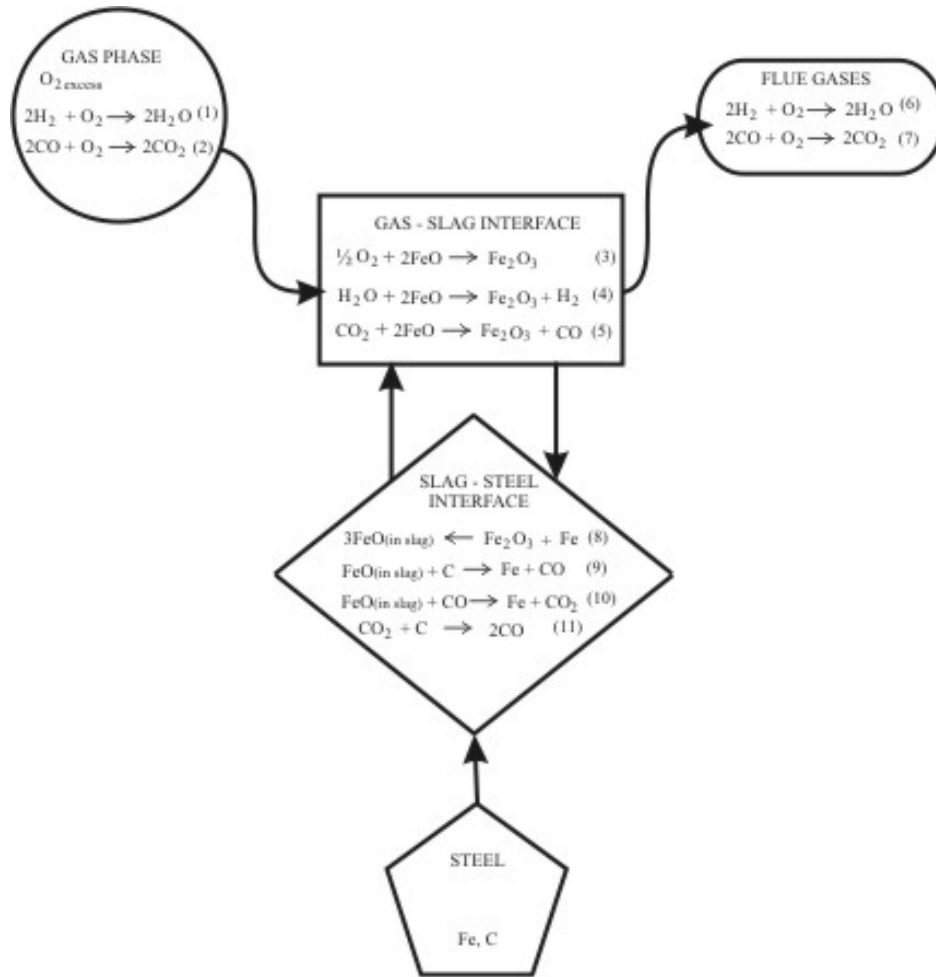 GAS PHASE
O₂ excess
2H₂ + O₂ → 2H₂O (1)
2CO + O₂ → 2CO₂ (2)
FLUE GASES
2H₂ + O₂ → 2H₂O (6)
2CO + O₂ → 2CO₂ (7)
GAS - SLAG INTERFACE
½ O₂ + 2FeO → Fe₂O₃ (3)
H₂O + 2FeO → Fe₂O₃ + H₂ (4)
CO₂ + 2FeO → Fe₂O₃ + CO (5)
SLAG - STEEL
INTERFACE
3FeO(in slag) ← Fe₂O₃ + Fe (8)
FeO(in slag) + C → Fe + CO (9)
FeO(in slag) + CO → Fe + CO₂ (10)
CO₂ + C → 2CO (11)
STEEL
Fe, C